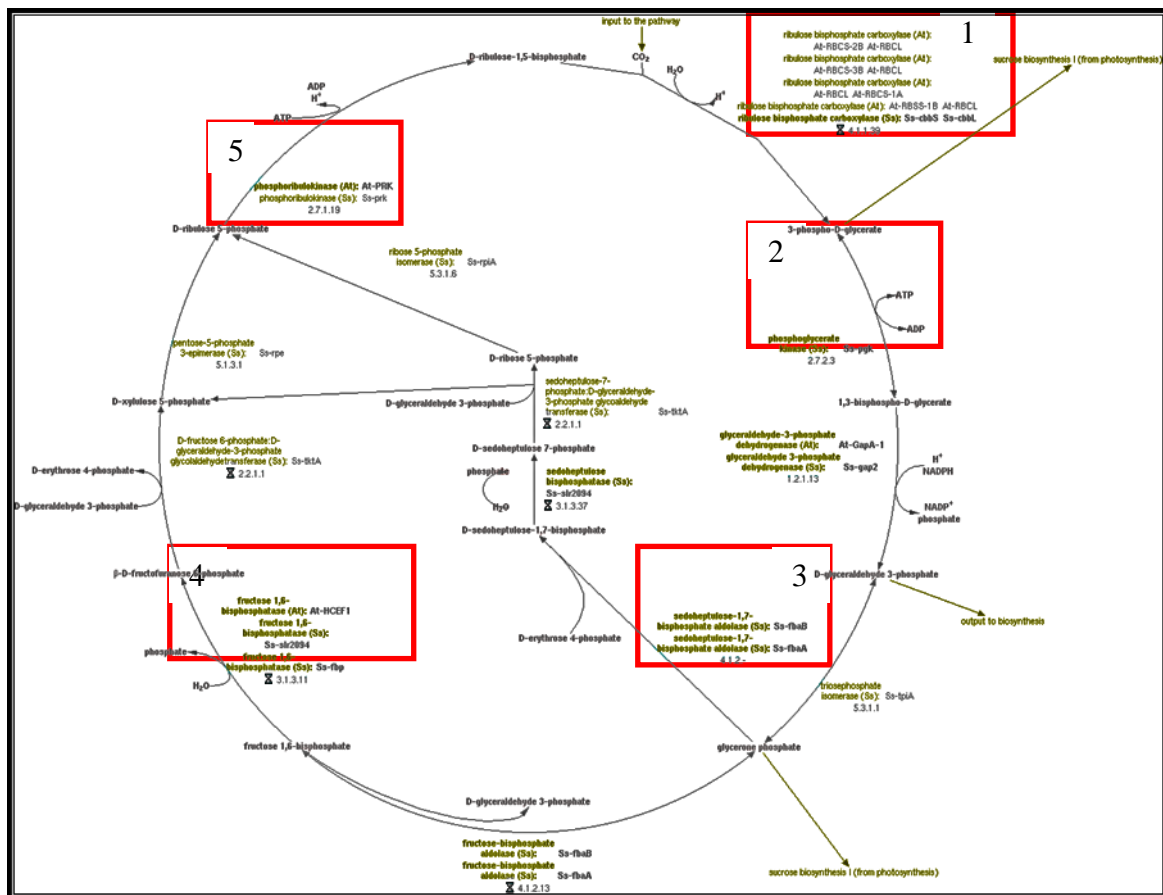 input to the pathway
1
ribulose bisphosphate carboxylase (At):
At-RBCS-2B At-RBCL
ribulose bisphosphate carboxylase (At):
At-RBCS-3B At-RBCL
ribulose bisphosphate carboxylase (At):
At-RBCL At-RBCS-1A
ribulose bisphosphate carboxylase (At): At-RBSS-1B At-RBCL
ribulose bisphosphate carboxylase (Ss): Ss-cbbS Ss-cbbL
4.1.1.39
sucrose biosynthesis I (from photosynthesis)
D-ribulose-1,5-bisphosphate
CO2
H2O
H+
ADP
H+
ATP
5
phosphoribulokinase (At): At-PRK
phosphoribulokinase (Ss): Ss-prk
2.7.1.19
D-ribulose 5-phosphate
3-phospho-D-glycerate
2
ATP
ADP
phosphoglycerate
kinase (Ss): Ss-pgk
2.7.2.3
ribose 5-phosphate
isomerase (Ss): Ss-rpiA
5.3.1.6
pentose-5-phosphate
3-epimerase (Ss): Ss-rpe
5.1.3.1
D-ribose 5-phosphate
D-xylulose 5-phosphate
D-glyceraldehyde 3-phosphate
sedoheptulose-7-
phosphate:D-glyceraldehyde-
3-phosphate glycoaldehyde
transferase (Ss): Ss-tktA
2.2.1.1
1,3-bisphospho-D-glycerate
D-fructose 6-phosphate:D-
glyceraldehyde-3-phosphate
glycolaldehydetransferase (Ss): Ss-tktA
2.2.1.1
D-sedoheptulose 7-phosphate
glyceraldehyde-3-phosphate
dehydrogenase (At): At-GapA-1
glyceraldehyde 3-phosphate
dehydrogenase (Ss): Ss-gap2
1.2.1.13
H+
NADPH
NADP+
phosphate
D-erythrose 4-phosphate
D-glyceraldehyde 3-phosphate
phosphate
H2O
sedoheptulose
bisphosphatase (Ss):
Ss-slr2094
3.1.3.37
D-sedoheptulose-1,7-bisphosphate
β-D-fructofuranose 6-phosphate
4
fructose 1,6-
bisphosphatase (At): At-HCEF1
fructose 1,6-
bisphosphatase (Ss):
Ss-slr2094
fructose 1,6-
bisphosphatase (Ss): Ss-fbp
3.1.3.11
phosphate
H2O
D-erythrose 4-phosphate
3
sedoheptulose-1,7-
bisphosphate aldolase (Ss): Ss-fbaB
sedoheptulose-1,7-
bisphosphate aldolase (Ss): Ss-fbaA
4.1.2.-
D-glyceraldehyde 3-phosphate
output to biosynthesis
triosephosphate
isomerase (Ss): Ss-tpiA
5.3.1.1
fructose 1,6-bisphosphate
glycerone phosphate
D-glyceraldehyde 3-phosphate
fructose-bisphosphate
aldolase (Ss): Ss-fbaB
fructose-bisphosphate
aldolase (Ss): Ss-fbaA
4.1.2.13
sucrose biosynthesis I (from photosynthesis)